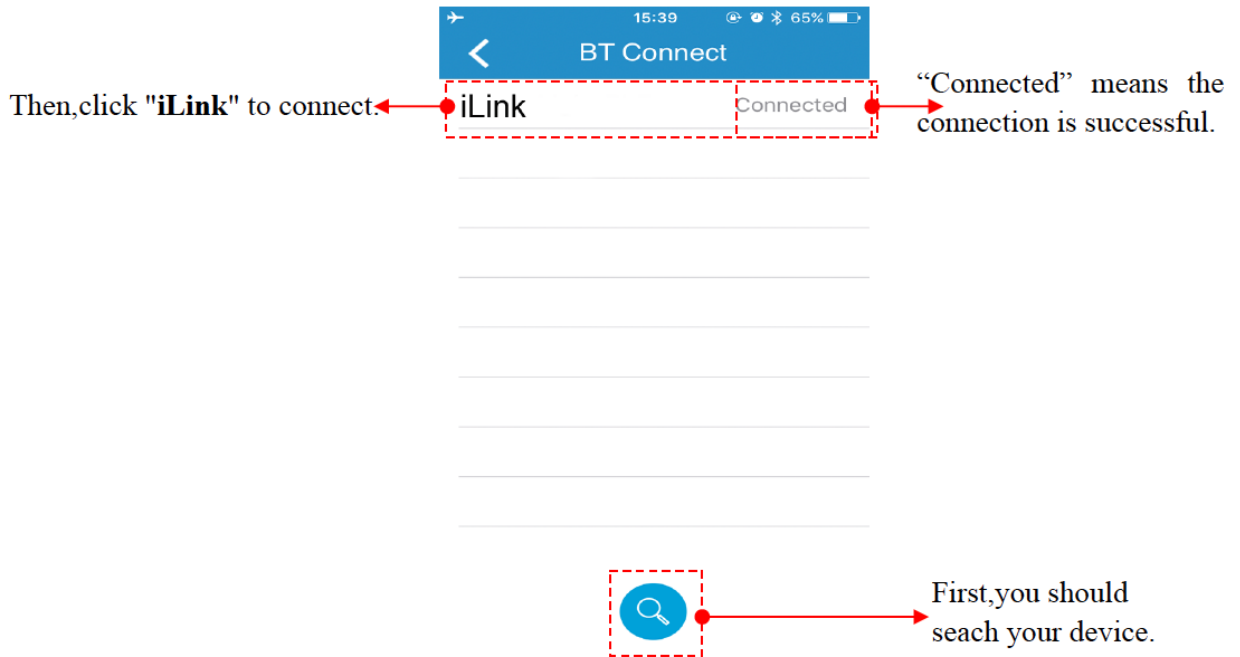 15:39 65%
BT Connect
Then,click "iLink" to connect.
iLink
Connected
“Connected” means the
connection is successful.
First,you should
seach your device.